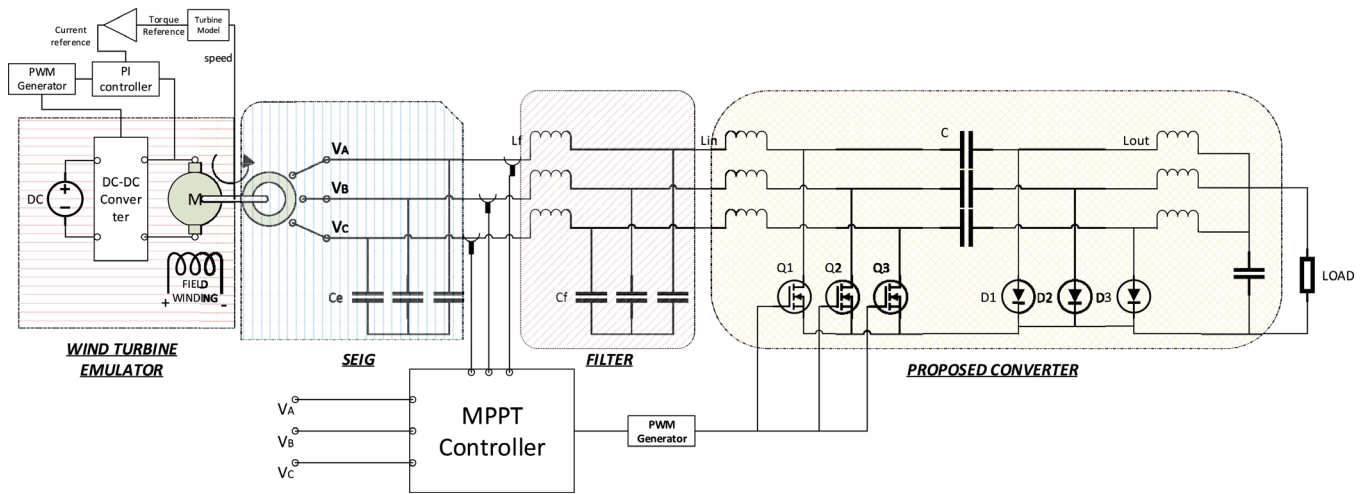 Current
reference
Torque
Reference
Turbine
Model
speed
PWM
Generator
PI
controller
DC
DC-DC
Conver
ter
M
FIELD
WINDING
+ -
WIND TURBINE
EMULATOR
VA
VB
VC
Ce
SEIG
Lf
Cf
FILTER
Lin
C
Lout
Q1
Q2
Q3
D1
D2
D3
LOAD
PROPOSED CONVERTER
VA
VB
VC
MPPT
Controller
PWM
Generator